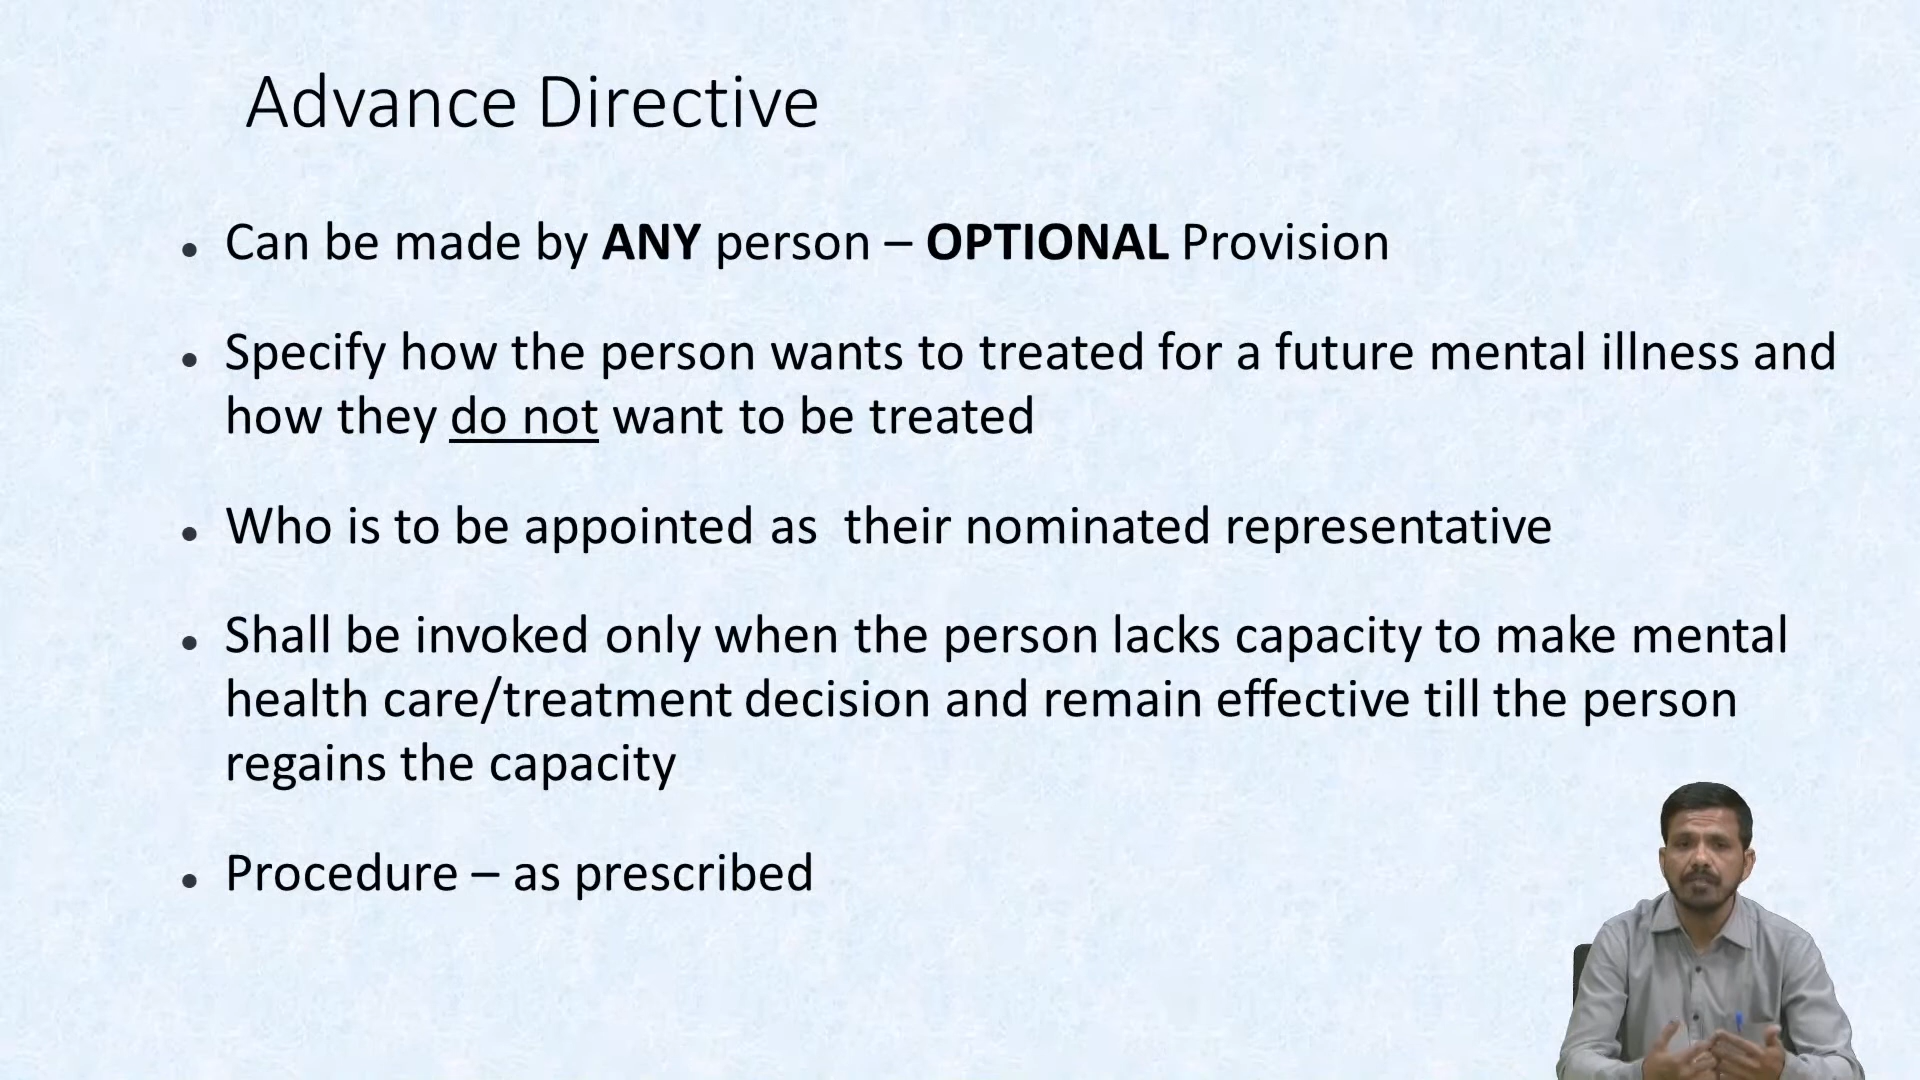 Advance Directive
• Can be made by ANY person – OPTIONAL Provision
• Specify how the person wants to treated for a future mental illness and
how they do not want to be treated
• Who is to be appointed as  their nominated representative
• Shall be invoked only when the person lacks capacity to make mental
health care/treatment decision and remain effective till the person
regains the capacity
• Procedure – as prescribed